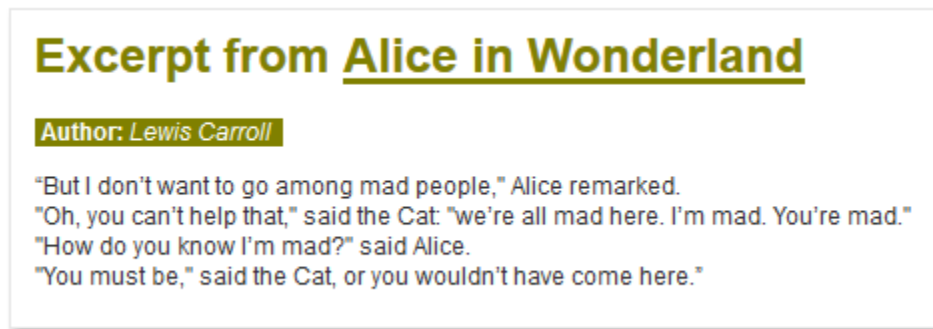 Excerpt from Alice in Wonderland
Author: Lewis Carroll
“But I don’t want to go among mad people," Alice remarked.
"Oh, you can’t help that," said the Cat: "we’re all mad here. I’m mad. You’re mad."
"How do you know I’m mad?" said Alice.
"You must be," said the Cat, or you wouldn’t have come here.”